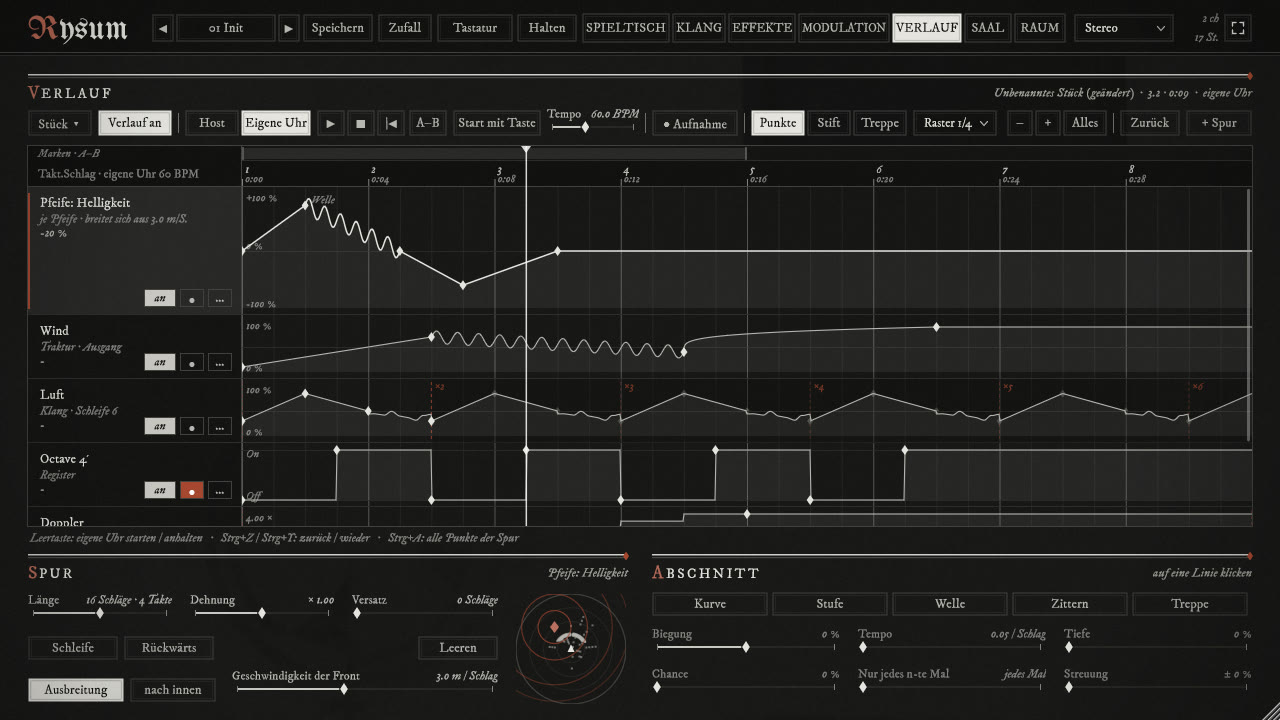 Rysum
◀ 01 Init ▶ Speichern Zufall Tastatur Halten SPIELTISCH KLANG EFFEKTE MODULATION VERLAUF SAAL RAUM Stereo
2 ch
17 St.
VERLAUF
Unbenanntes Stück (geändert) · 3.2 · 0:09 · eigene Uhr
Stück ▾ Verlauf an Host Eigene Uhr ▶ ■ |◀ A–B Start mit Taste Tempo 60.0 BPM ● Aufnahme Punkte Stift Treppe Raster 1/4 – + Alles Zurück + Spur
Marken · A–B
Takt.Schlag · eigene Uhr 60 BPM
1 2 3 4 5 6 7 8
0:00 0:04 0:08 0:12 0:16 0:20 0:24 0:28
Pfeife: Helligkeit
je Pfeife · breitet sich aus 3.0 m/S.
-20 %
an ● ...
+100 %
Welle
0 %
-100 %
Wind
Traktur · Ausgang
-
an ● ...
100 %
0 %
Luft
Klang · Schleife 6
-
an ● ...
100 %
0 %
×2 ×3 ×4 ×5 ×6
Octave 4′
Register
-
an ● ...
On
Off
Doppler
4.00 ×
Leertaste: eigene Uhr starten / anhalten · Strg+Z / Strg+Y: zurück / wieder · Strg+A: alle Punkte der Spur
SPUR
Pfeife: Helligkeit
Länge 16 Schläge · 4 Takte Dehnung × 1.00 Versatz 0 Schläge
Schleife Rückwärts Leeren
Ausbreitung nach innen Geschwindigkeit der Front 3.0 m / Schlag
ABSCHNITT
auf eine Linie klicken
Kurve Stufe Welle Zittern Treppe
Biegung 0 % Tempo 0.05 / Schlag Tiefe 0 %
Chance 0 % Nur jedes n-te Mal jedes Mal Streuung ± 0 %